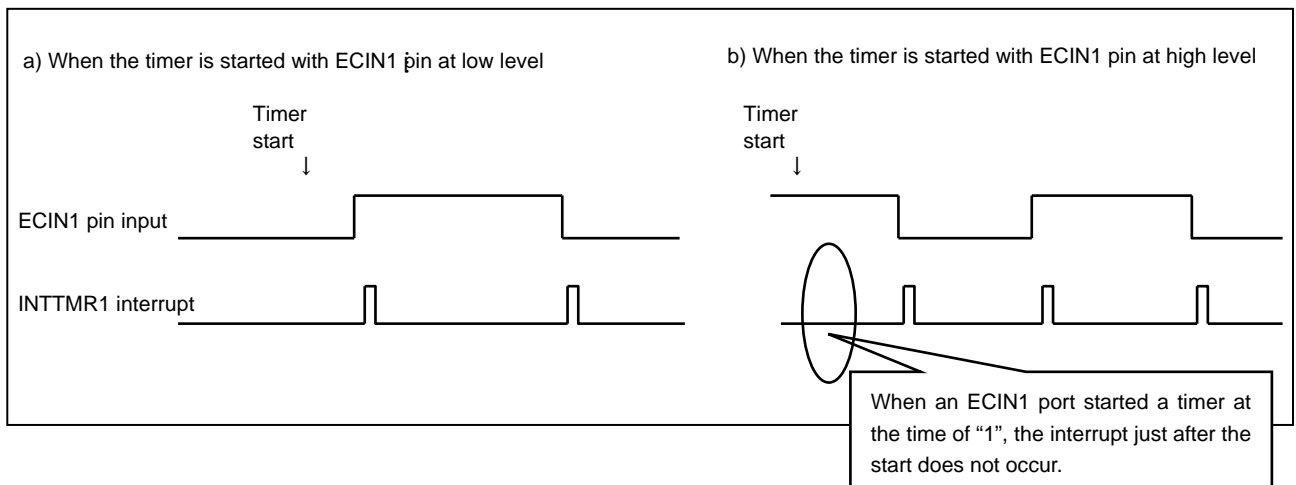 a) When the timer is started with ECIN1 pin at low level
b) When the timer is started with ECIN1 pin at high level
Timer
start
↓
Timer
start
↓
ECIN1 pin input
INTTMR1 interrupt
When an ECIN1 port started a timer at
the time of “1”, the interrupt just after the
start does not occur.